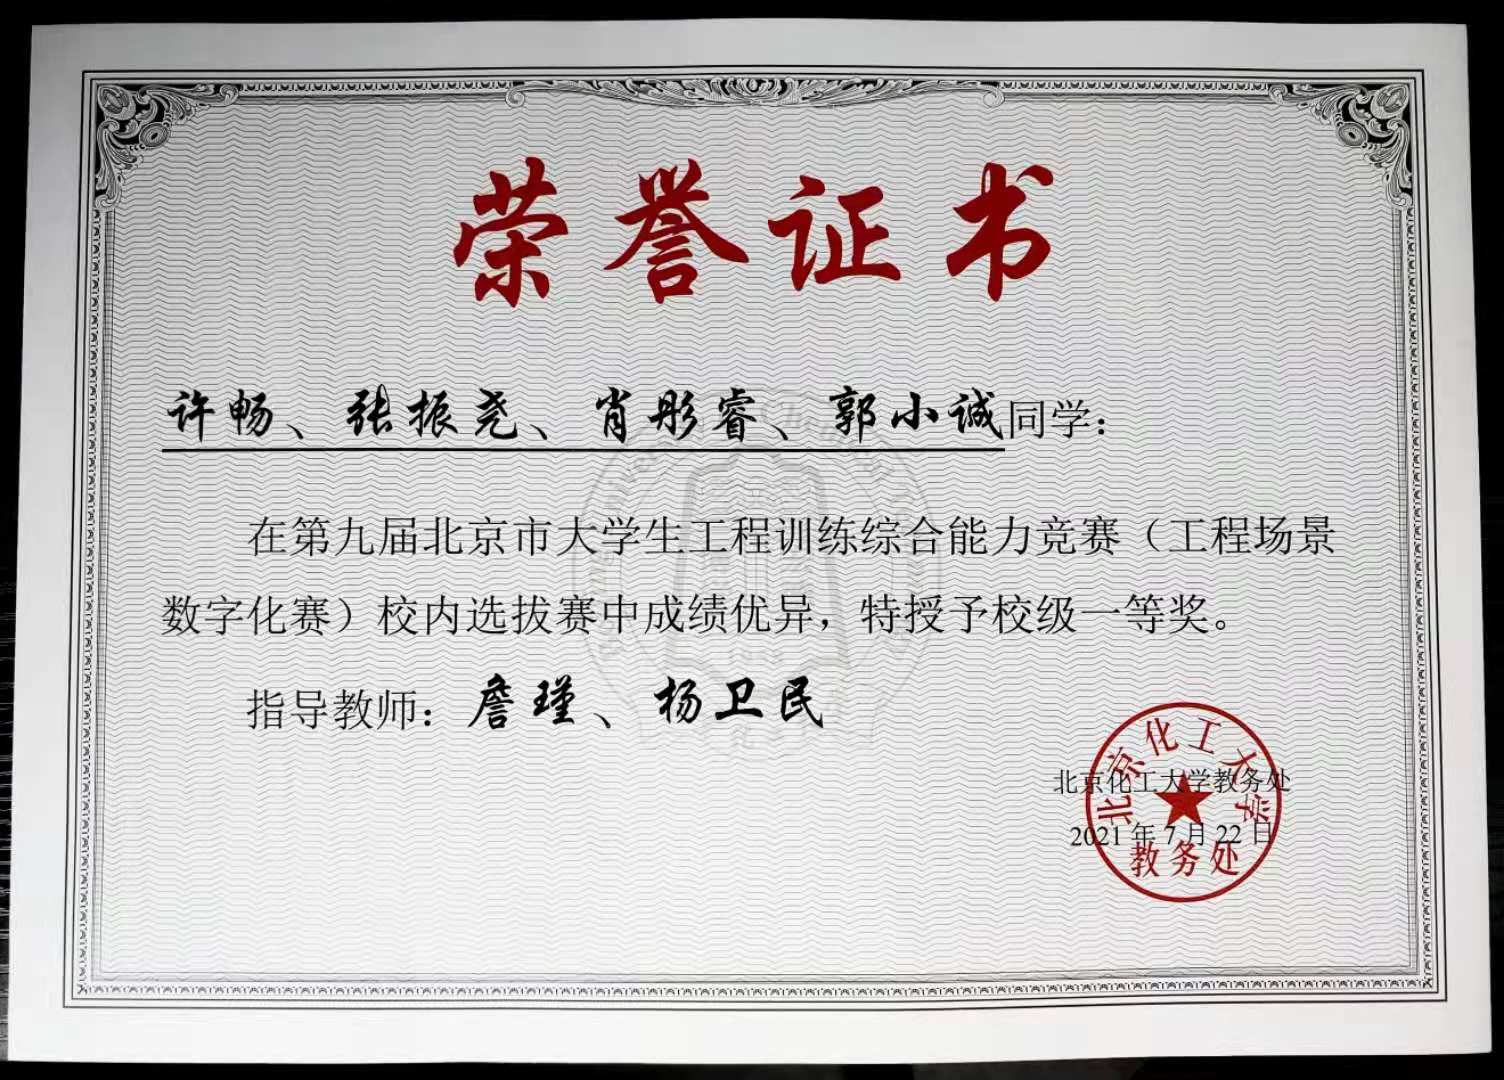 荣誉证书
许畅、张振尧、肖彤睿、郭小诚同学：
在第九届北京市大学生工程训练综合能力竞赛（工程场景
数字化赛）校内选拔赛中成绩优异，特授予校级一等奖。
指导教师：詹瑾、杨卫民
北京化工大学教务处
2021年7月22日
北京化工大学
教务处